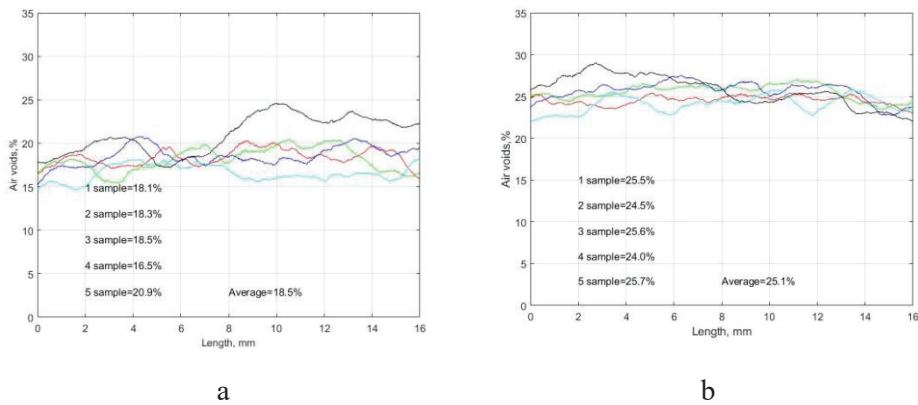 35
30
25
20
15
10
5
0
Air voids,%
1 sample=18.1%
2 sample=18.3%
3 sample=18.5%
4 sample=16.5%
5 sample=20.9% Average=18.5%
0 2 4 6 8 10 12 14 16
Length, mm
a
35
30
25
20
15
10
5
0
Air voids,%
1 sample=25.5%
2 sample=24.5%
3 sample=25.6%
4 sample=24.0%
5 sample=25.7% Average=25.1%
0 2 4 6 8 10 12 14 16
Length, mm
b